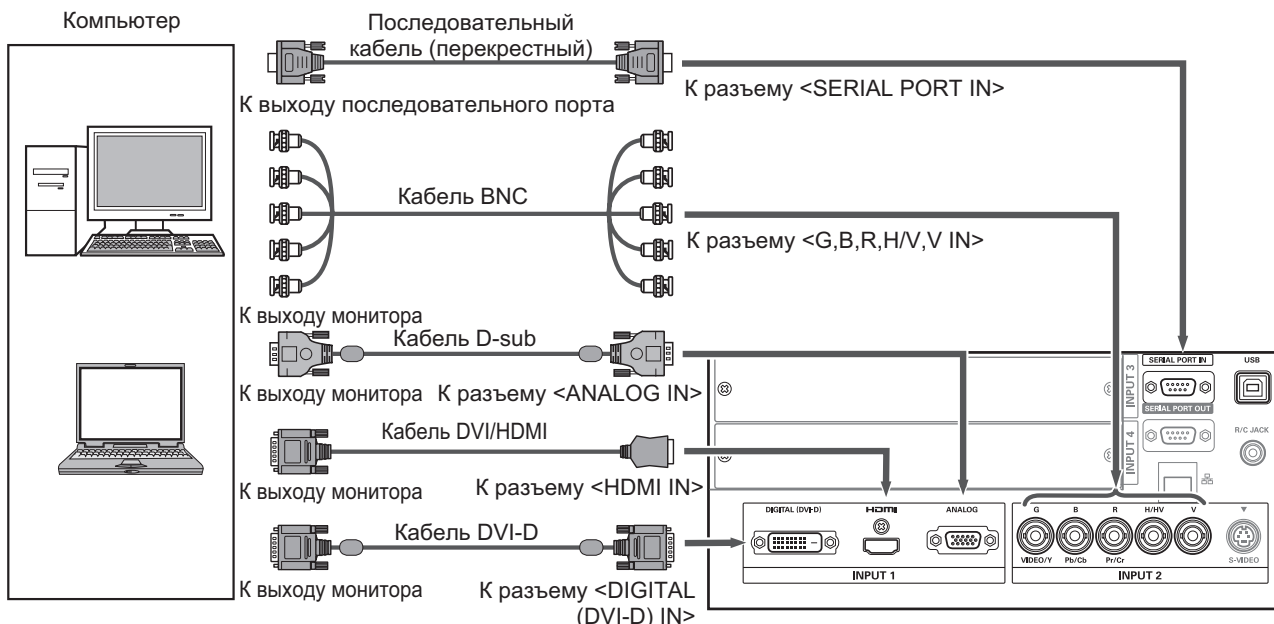 Компьютер
Последовательный
кабель (перекрестный)
К разъему <SERIAL PORT IN>
К выходу последовательного порта
Кабель BNC
К разъему <G,B,R,H/V,V IN>
К выходу монитора
Кабель D-sub
К выходу монитора
К разъему <ANALOG IN>
Кабель DVI/HDMI
К выходу монитора
К разъему <HDMI IN>
Кабель DVI-D
К выходу монитора
К разъему <DIGITAL
(DVI-D) IN>
INPUT 3
SERIAL PORT IN
USB
SERIAL PORT OUT
INPUT 4
R/C JACK
DIGITAL (DVI-D)
HDMI
ANALOG
INPUT 1
G
B
R
H/HV
V
VIDEO/Y
Pb/Cb
Pr/Cr
S-VIDEO
INPUT 2